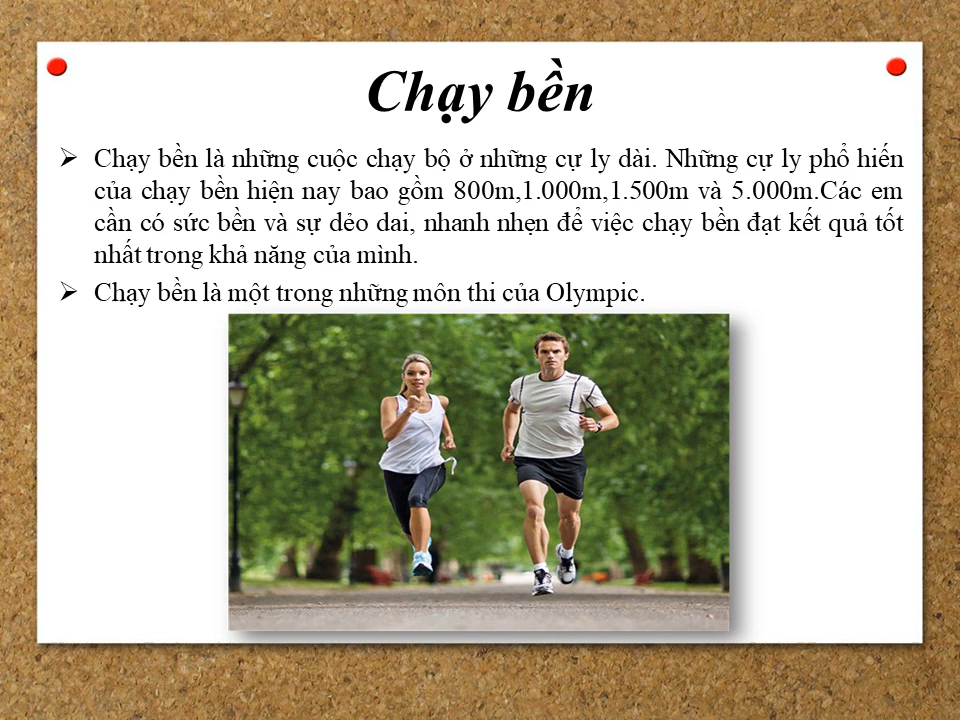 Chạy bền
➢ Chạy bền là những cuộc chạy bộ ở những cự ly dài. Những cự ly phổ hiến
của chạy bền hiện nay bao gồm 800m,1.000m,1.500m và 5.000m.Các em
cần có sức bền và sự dẻo dai, nhanh nhẹn để việc chạy bền đạt kết quả tốt
nhất trong khả năng của mình.
➢ Chạy bền là một trong những môn thi của Olympic.